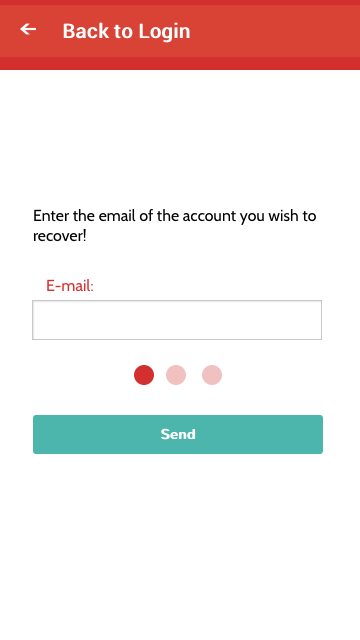 Back to Login
Enter the email of the account you wish to
recover!
E-mail:
Send